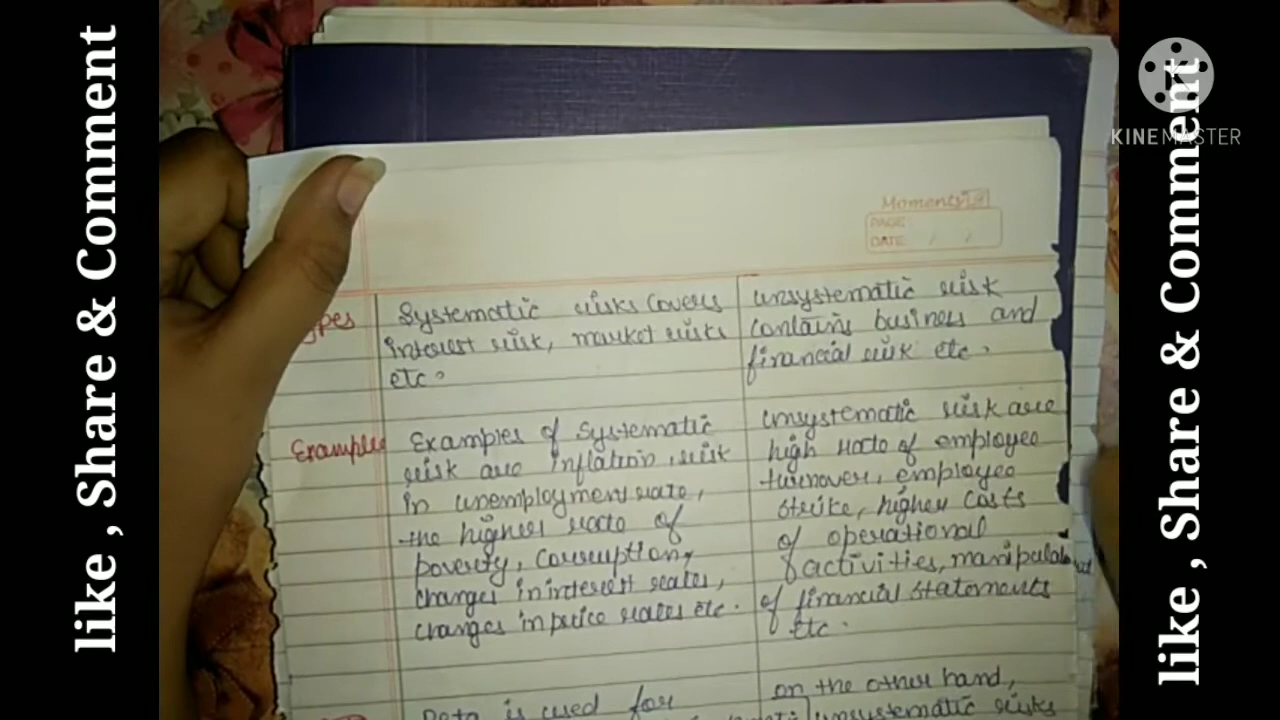 like , Share & Comment
KINEMASTER
like , Share & Comment
Moments
PAGE:
DATE: / /
Types
Systematic risks covers
interest risk, market risks
etc.
unsystematic risk
contains business and
financial risk etc.
Examples
Examples of Systematic
risk are inflation, risk
in unemployment rate,
the higher rate of
poverty, corruption,
changes in interest rates,
changes in price rates etc.
unsystematic risk are
high rate of employee
turnover, employee
strike, higher costs
of operational
activities,
of financial statements
etc.
Beta is used for
on the other hand,
unsystematic risks